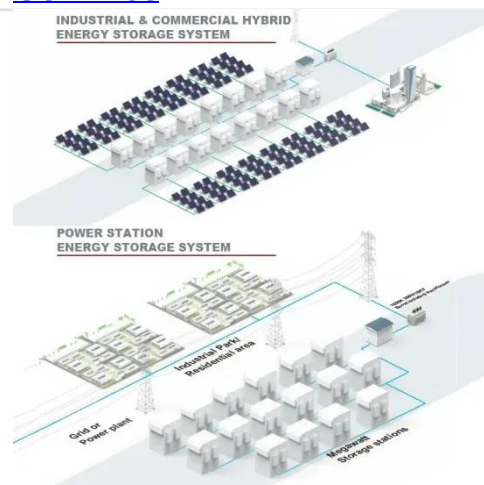 INDUSTRIAL & COMMERCIAL HYBRID
ENERGY STORAGE SYSTEM
POWER STATION
ENERGY STORAGE SYSTEM
Industrial Park/
Residential area
Grid or
Power plant
Megawatt
Storage stations